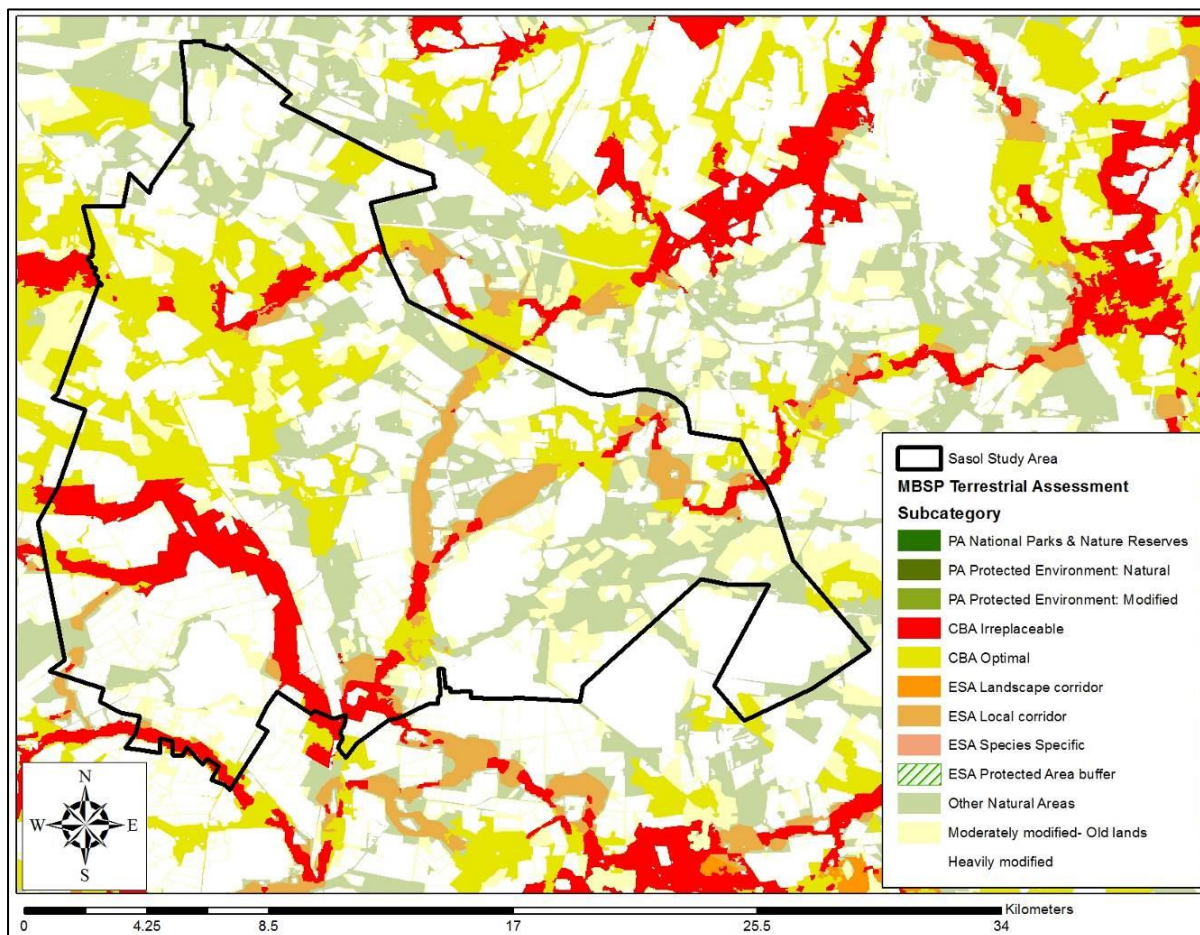 Sasol Study Area
MBSP Terrestrial Assessment
Subcategory
PA National Parks & Nature Reserves
PA Protected Environment: Natural
PA Protected Environment: Modified
CBA Irreplaceable
CBA Optimal
ESA Landscape corridor
ESA Local corridor
ESA Species Specific
ESA Protected Area buffer
Other Natural Areas
Moderately modified- Old lands
Heavily modified
N
W E
S
Kilometers
0 4.25 8.5 17 25.5 34